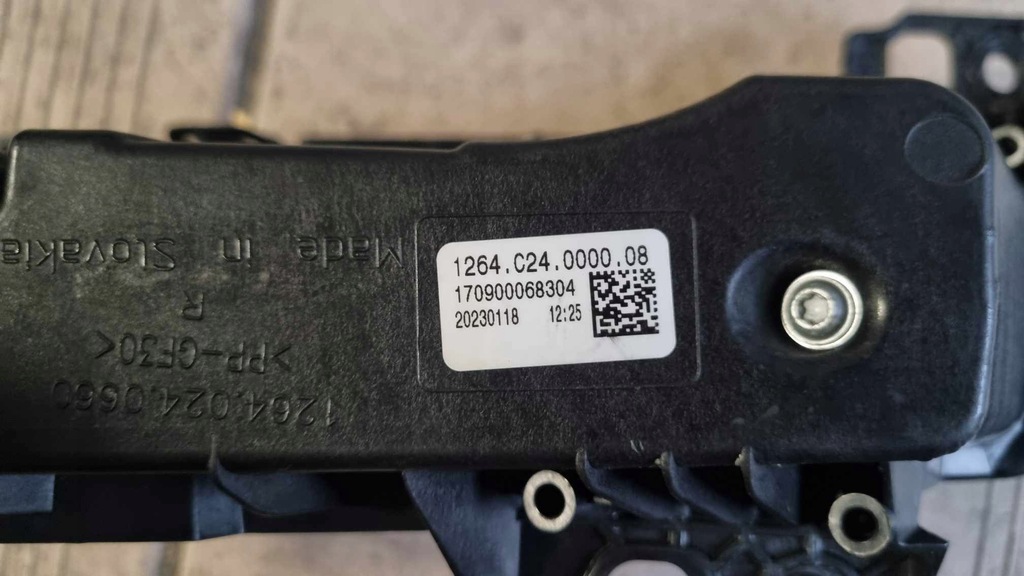 1264.C24.0000.08
170900068304
20230118 12:25
Made in Slovakia
R
>PP-GF30<
1264.024.0660